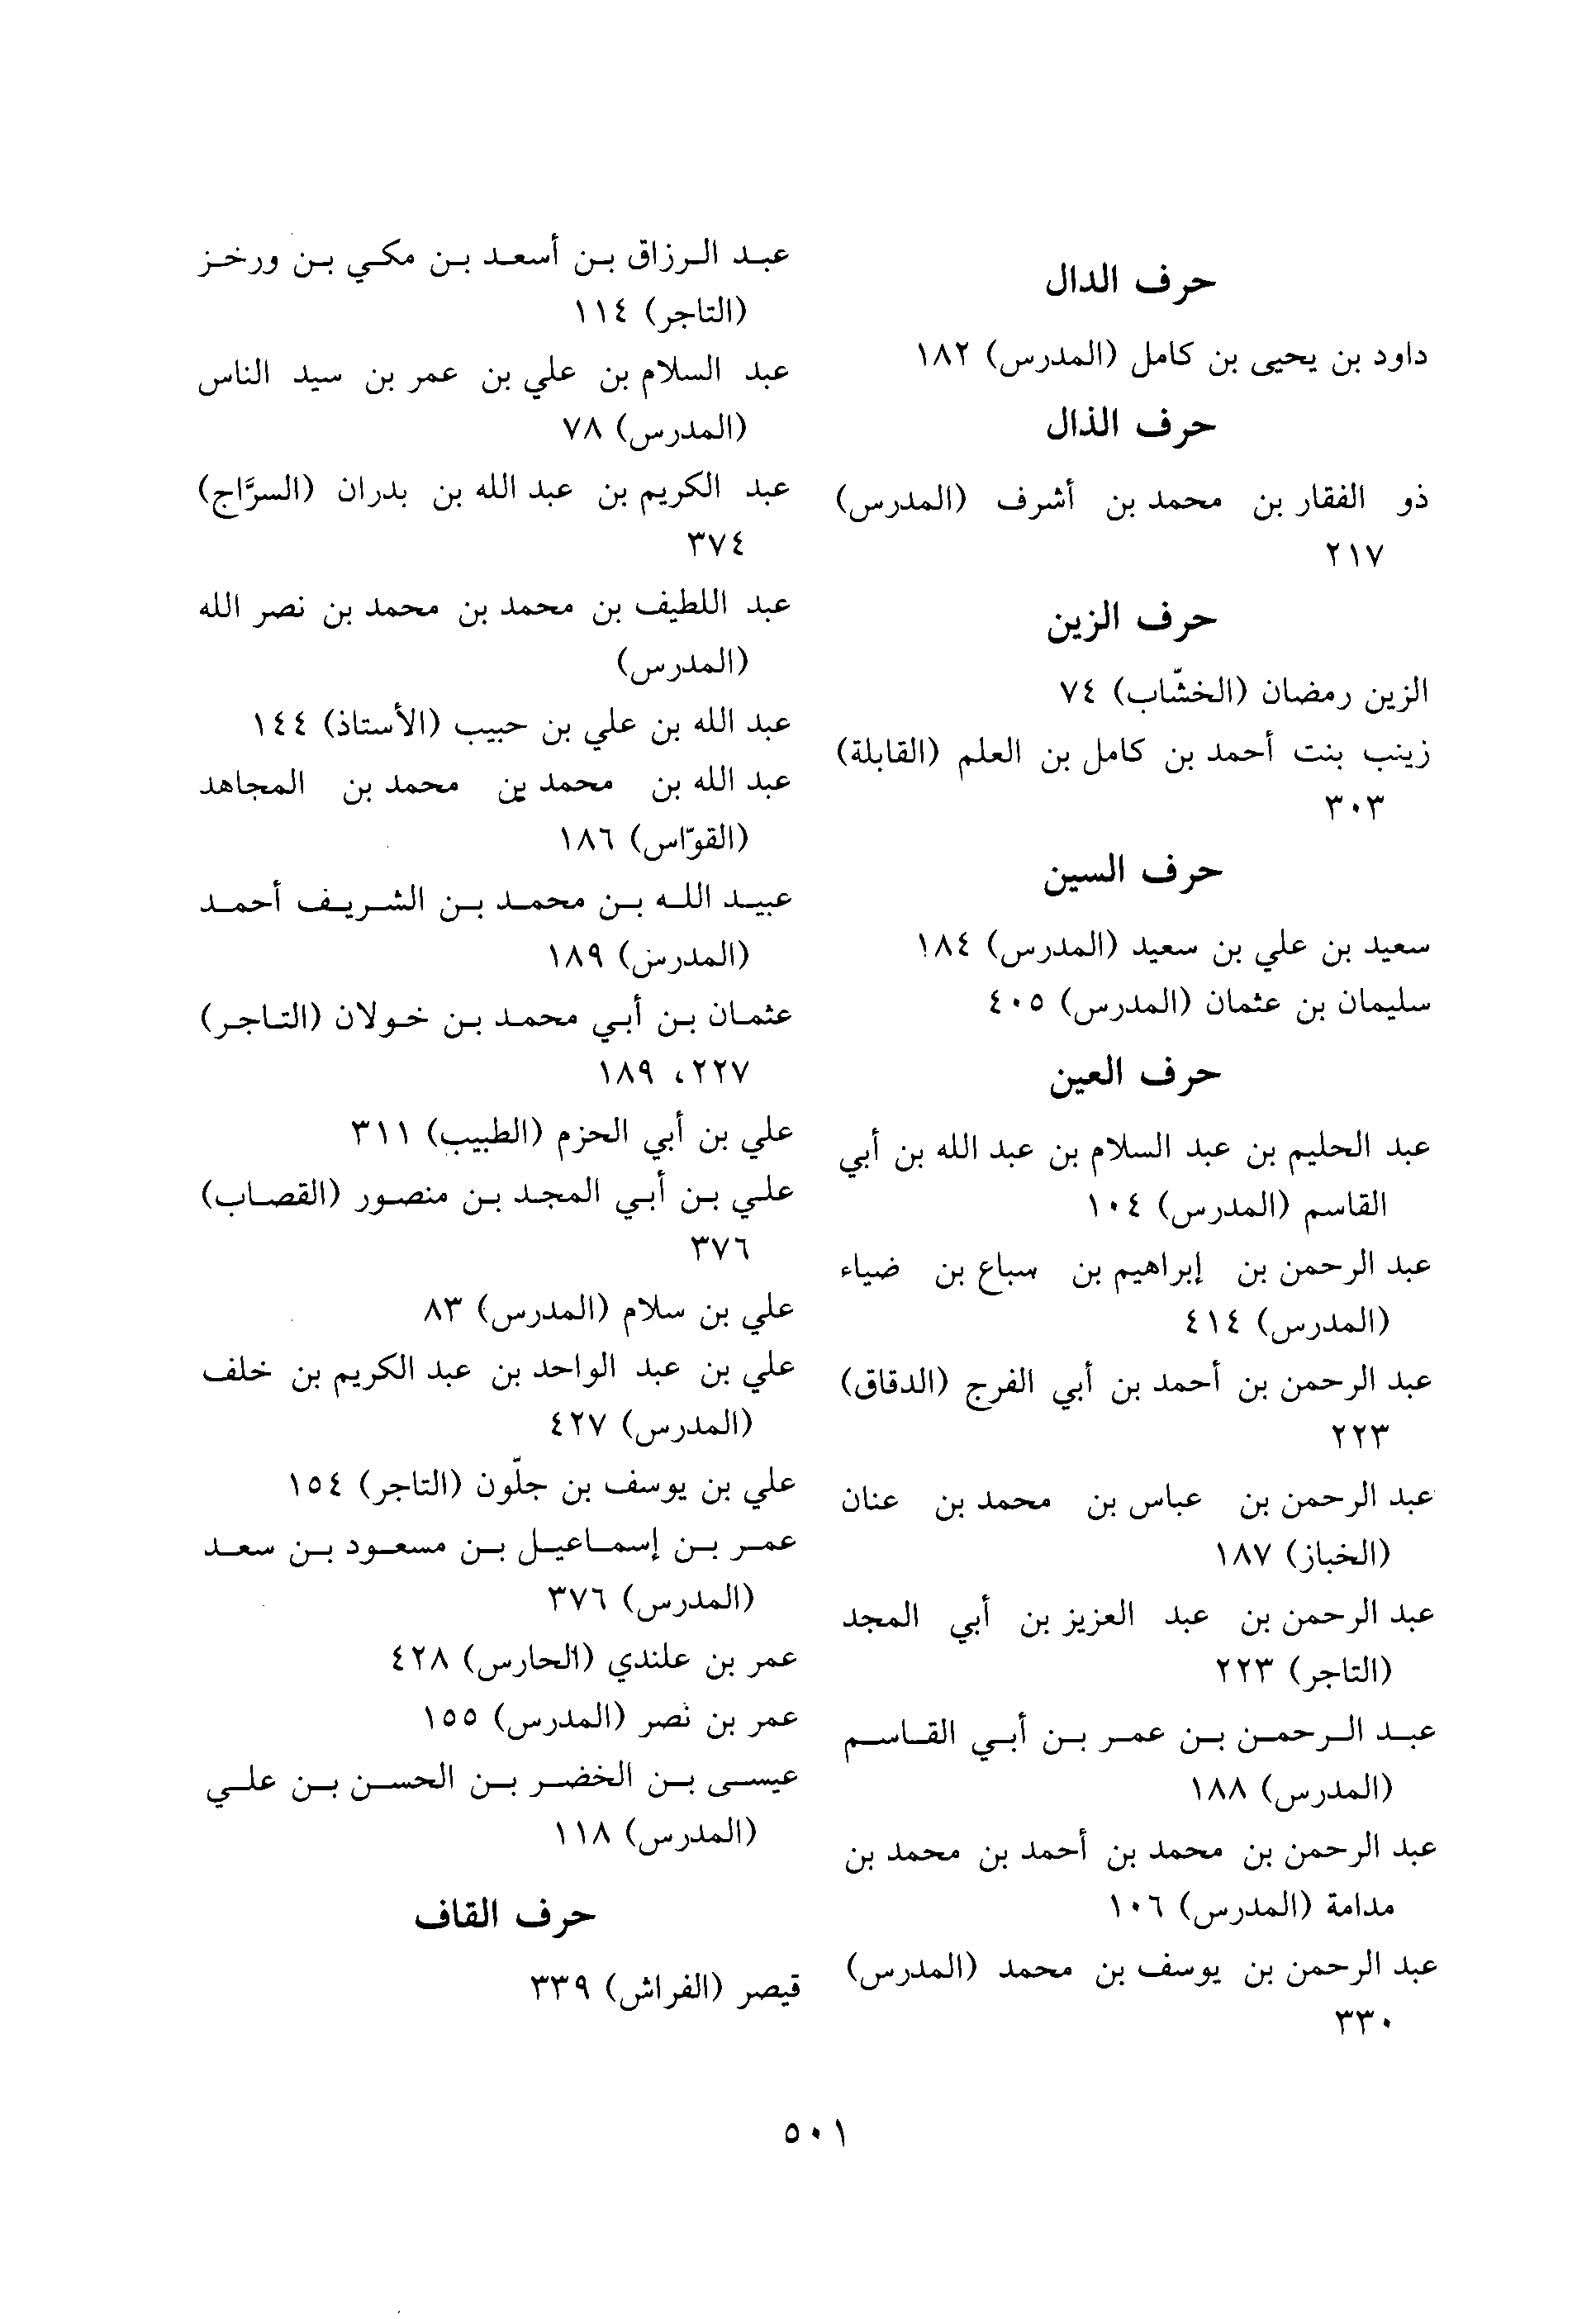 حرف الدال
داود بن يحيى بن كامل (المدرس) ١٨٢
حرف الذال
ذو الفقار بن محمد بن أشرف (المدرس)
٢١٧
حرف الزين
الزين رمضان (الخشّاب) ٧٤
زينب بنت أحمد بن كامل بن العلم (القابلة)
٣٠٣
حرف السين
سعيد بن علي بن سعيد (المدرس) ١٨٤
سليمان بن عثمان (المدرس) ٤٠٥
حرف العين
عبد الحليم بن عبد السلام بن عبد الله بن أبي
القاسم (المدرس) ١٠٤
عبد الرحمن بن إبراهيم بن سباع بن ضياء
(المدرس) ٤١٤
عبد الرحمن بن أحمد بن أبي الفرج (الدقاق)
٢٢٣
عبد الرحمن بن عباس بن محمد بن عنان
(الخباز) ١٨٧
عبد الرحمن بن عبد العزيز بن أبي المجد
(التاجر) ٢٢٣
عبد الرحمن بن عمر بن أبي القاسم
(المدرس) ١٨٨
عبد الرحمن بن محمد بن أحمد بن محمد بن
مدامة (المدرس) ١٠٦
عبد الرحمن بن يوسف بن محمد (المدرس)
٣٣٠
عبد الرزاق بن أسعد بن مكي بن ورخز
(التاجر) ١١٤
عبد السلام بن علي بن عمر بن سيد الناس
(المدرس) ٧٨
عبد الكريم بن عبد الله بن بدران (السرَّاج)
٣٧٤
عبد اللطيف بن محمد بن محمد بن نصر الله
(المدرس)
عبد الله بن علي بن حبيب (الأستاذ) ١٤٤
عبد الله بن محمد بن محمد بن المجاهد
(القوّاس) ١٨٦
عبيد الله بن محمد بن الشريف أحمد
(المدرس) ١٨٩
عثمان بن أبي محمد بن خولان (التاجر)
٢٢٧، ١٨٩
علي بن أبي الحزم (الطبيب) ٣١١
علي بن أبي المجد بن منصور (القصاب)
٣٧٦
علي بن سلام (المدرس) ٨٣
علي بن عبد الواحد بن عبد الكريم بن خلف
(المدرس) ٤٢٧
علي بن يوسف بن جلّون (التاجر) ١٥٤
عمر بن إسماعيل بن مسعود بن سعد
(المدرس) ٣٧٦
عمر بن علندي (الحارس) ٤٢٨
عمر بن نصر (المدرس) ١٥٥
عيسى بن الخضر بن الحسن بن علي
(المدرس) ١١٨
حرف القاف
قيصر (الفراش) ٣٣٩
٥٠١